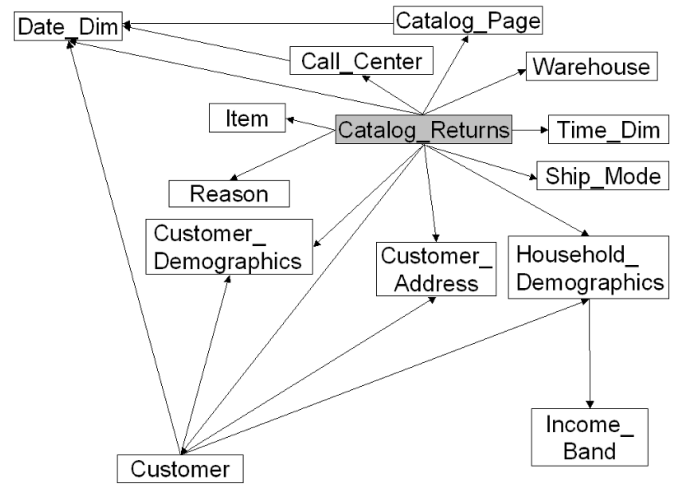 Date_Dim
Catalog_Page
Call_Center
Warehouse
Item
Catalog_Returns
Time_Dim
Reason
Ship_Mode
Customer_
Demographics
Customer_
Address
Household_
Demographics
Income_
Band
Customer